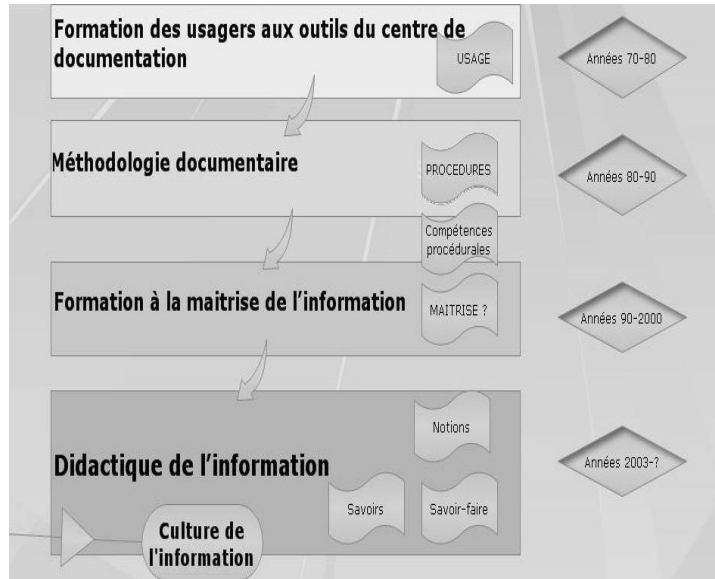 Formation des usagers aux outils du centre de
documentation
USAGE
Années 70-80
Méthodologie documentaire
PROCEDURES
Années 80-90
Compétences
procédurales
Formation à la maitrise de l'information
MAITRISE ?
Années 90-2000
Notions
Didactique de l'information
Années 2003-?
Savoirs
Savoir-faire
Culture de
l'information